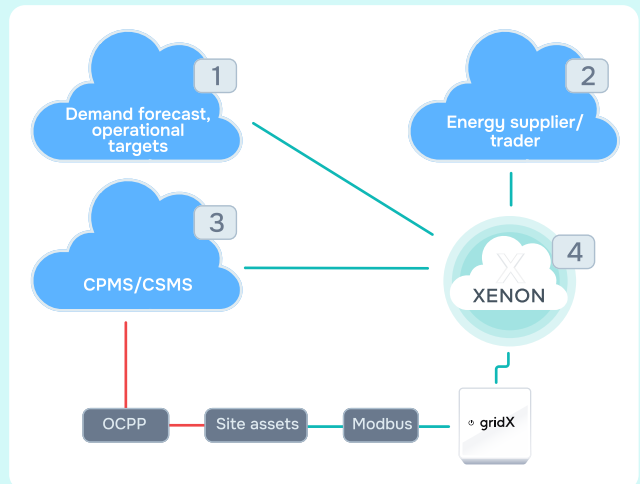 1
Demand forecast,
operational
targets
2
Energy supplier/
trader
3
CPMS/CSMS
4
X
XENON
OCPP
Site assets
Modbus
gridX